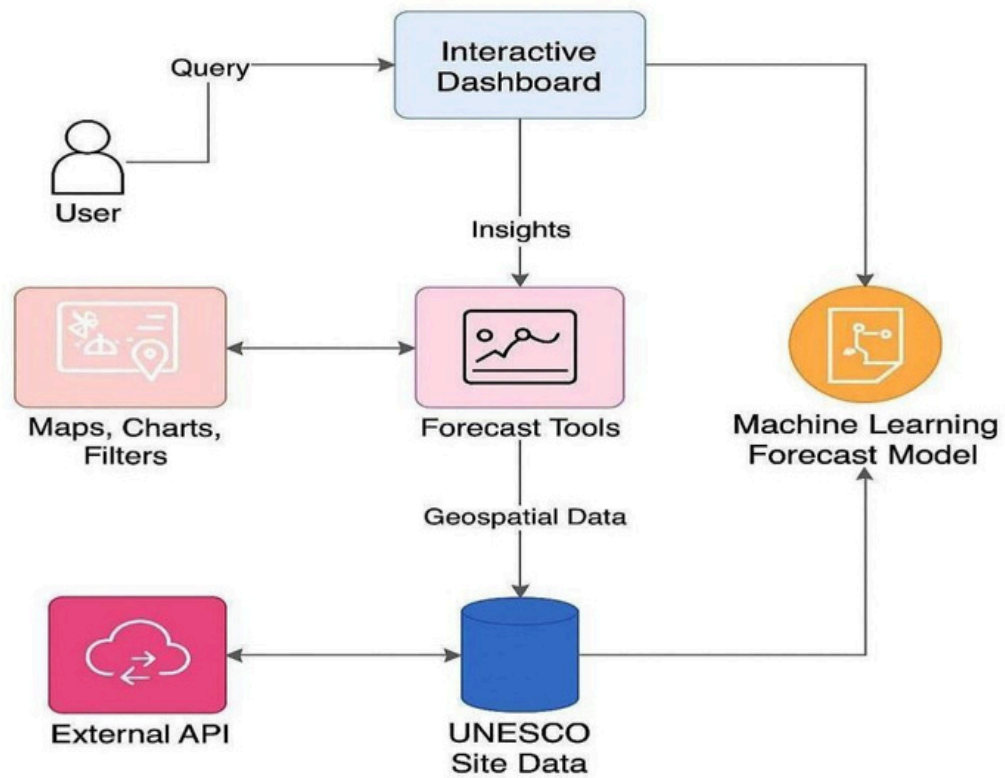 Interactive
Dashboard
Query
User
Insights
Maps, Charts,
Filters
Forecast Tools
Machine Learning
Forecast Model
Geospatial Data
External API
UNESCO
Site Data